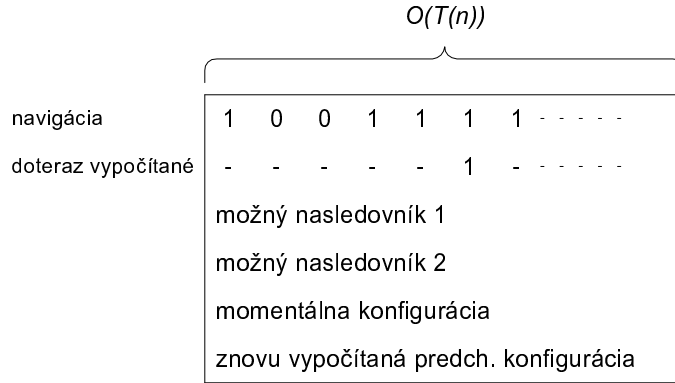 O(T(n))
navigácia 1 0 0 1 1 1 1 - - - - -
doteraz vypočítané - - - - - 1 - - - - - -
možný nasledovník 1
možný nasledovník 2
momentálna konfigurácia
znovu vypočítaná predch. konfigurácia